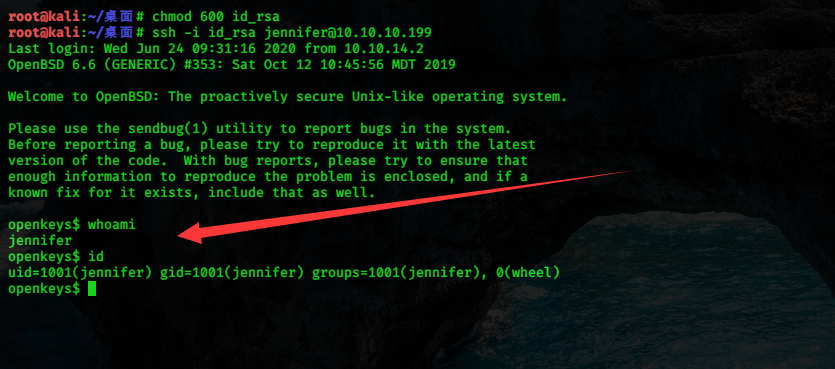 root@kali:~/桌面# chmod 600 id_rsa
root@kali:~/桌面# ssh -i id_rsa jennifer@10.10.10.199
Last login: Wed Jun 24 09:31:16 2020 from 10.10.14.2
OpenBSD 6.6 (GENERIC) #353: Sat Oct 12 10:45:56 MDT 2019
Welcome to OpenBSD: The proactively secure Unix-like operating system.
Please use the sendbug(1) utility to report bugs in the system.
Before reporting a bug, please try to reproduce it with the latest
version of the code.  With bug reports, please try to ensure that
enough information to reproduce the problem is enclosed, and if a
known fix for it exists, include that as well.
openkeys$ whoami
jennifer
openkeys$ id
uid=1001(jennifer) gid=1001(jennifer) groups=1001(jennifer), 0(wheel)
openkeys$